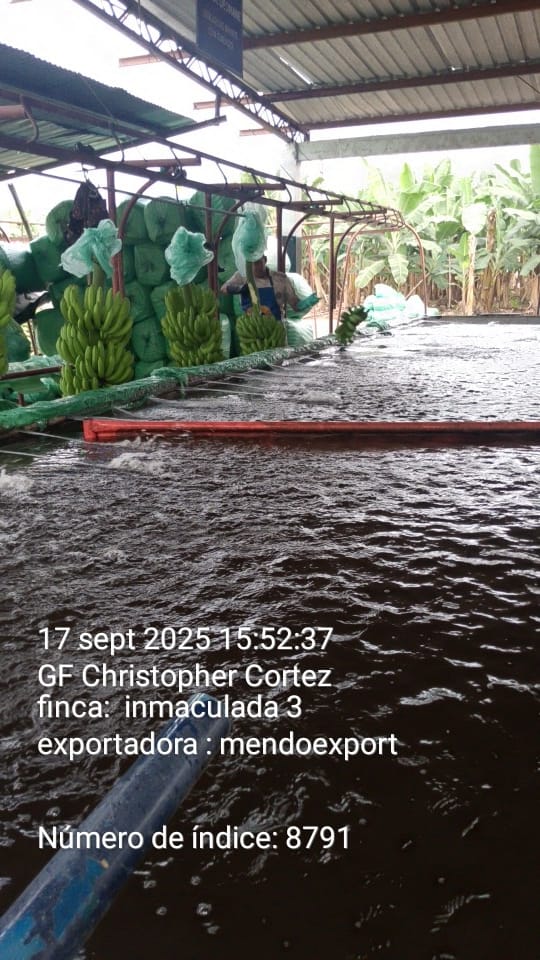 17 sept 2025 15:52:37
GF Christopher Cortez
finca: inmaculada 3
exportadora : mendoexport
Número de índice: 8791